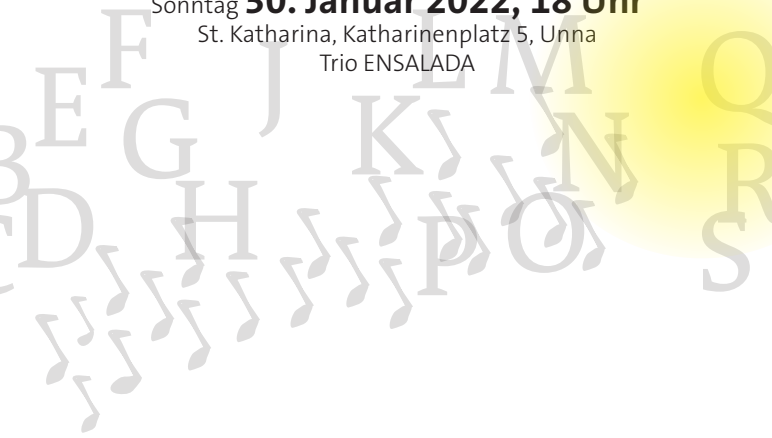 Sonntag 30. Januar 2022, 18 Uhr
St. Katharina, Katharinenplatz 5, Unna
Trio ENSALADA
F
J
L
M
Q
E
G
K
N
B
R
D
H
P
O
S